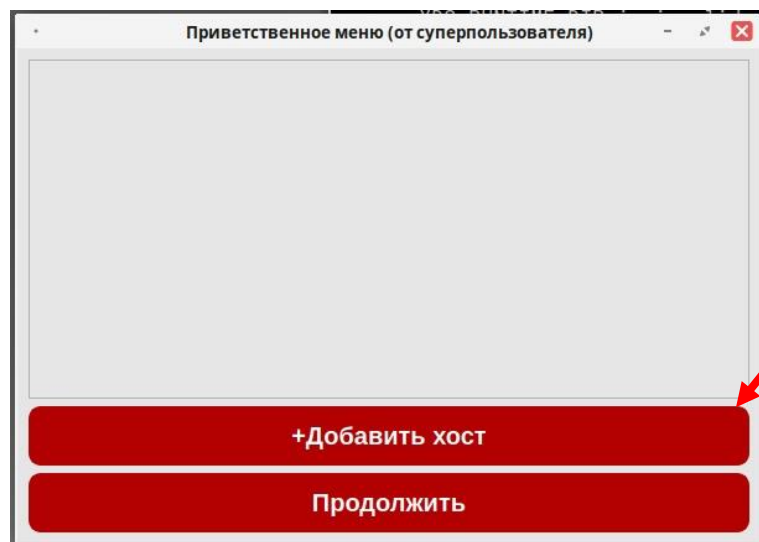 Приветственное меню (от суперпользователя)
+Добавить хост
Продолжить